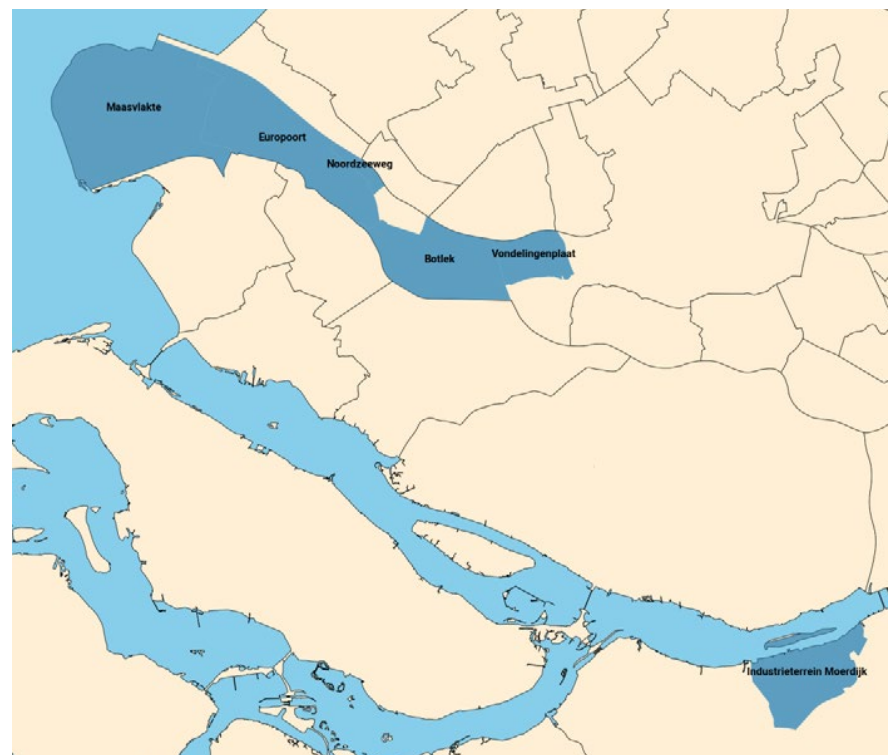 Maasvlakte
Europoort
Noordzeeweg
Botlek
Vondelingenplaat
Industrieterrein Moerdijk